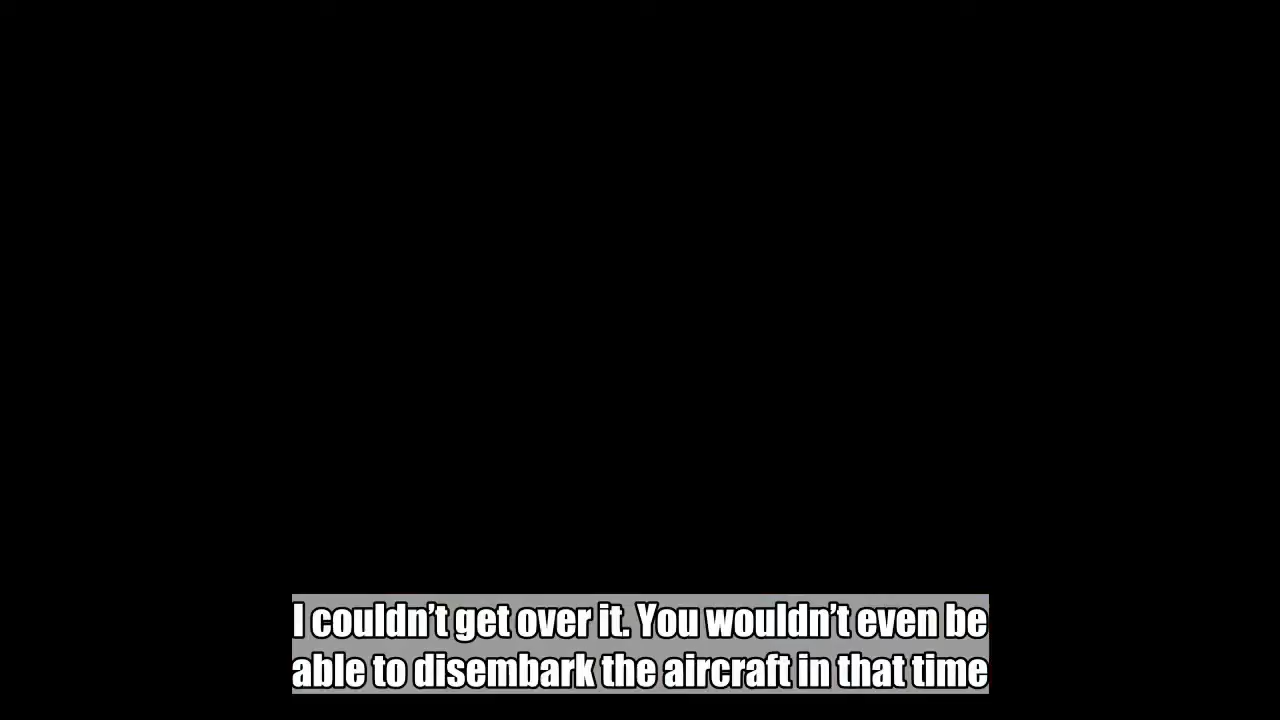 I couldn’t get over it. You wouldn’t even be
able to disembark the aircraft in that time